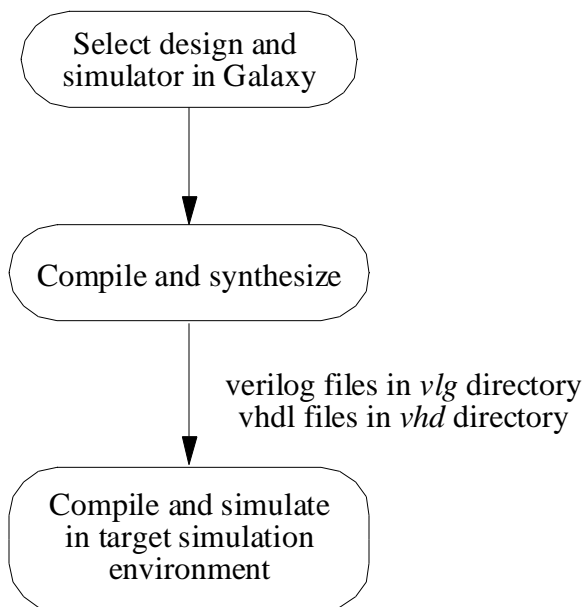 Select design and
simulator in Galaxy
Compile and synthesize
verilog files in vlg directory
vhdl files in vhd directory
Compile and simulate
in target simulation
environment